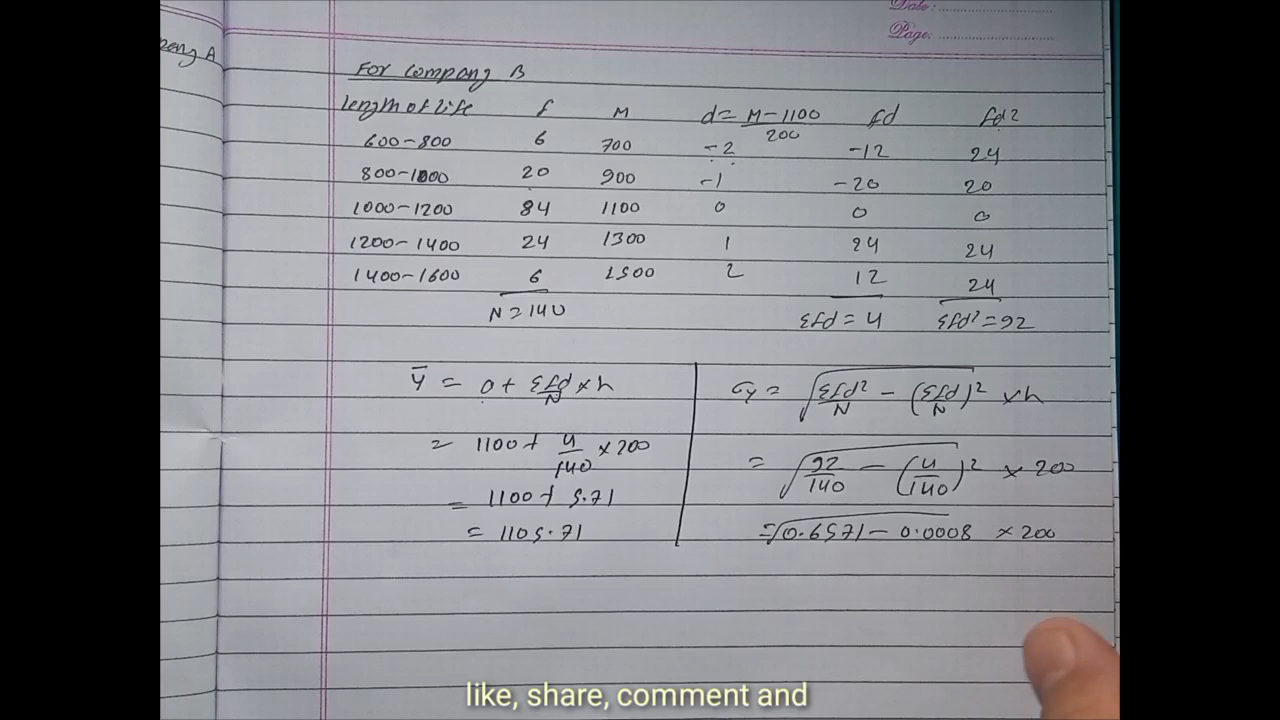 Date: ........................
Page: ........................
pany A
For Company B
length of life f M d = M-1100/200 fd fd²
600-800 6 700 -2 -12 24
800-1000 20 900 -1 -20 20
1000-1200 84 1100 0 0 0
1200-1400 24 1300 1 24 24
1400-1600 6 1500 2 12 24
N = 140 Σfd = 4 Σfd² = 92
Ȳ = a + Σfd/N × h
= 1100 + 4/140 × 200
= 1100 + 5.71
= 1105.71
σy = √(Σfd²/N - (Σfd/N)²) × h
= √(92/140 - (4/140)²) × 200
= √(0.6571 - 0.0008) × 200
like, share, comment and